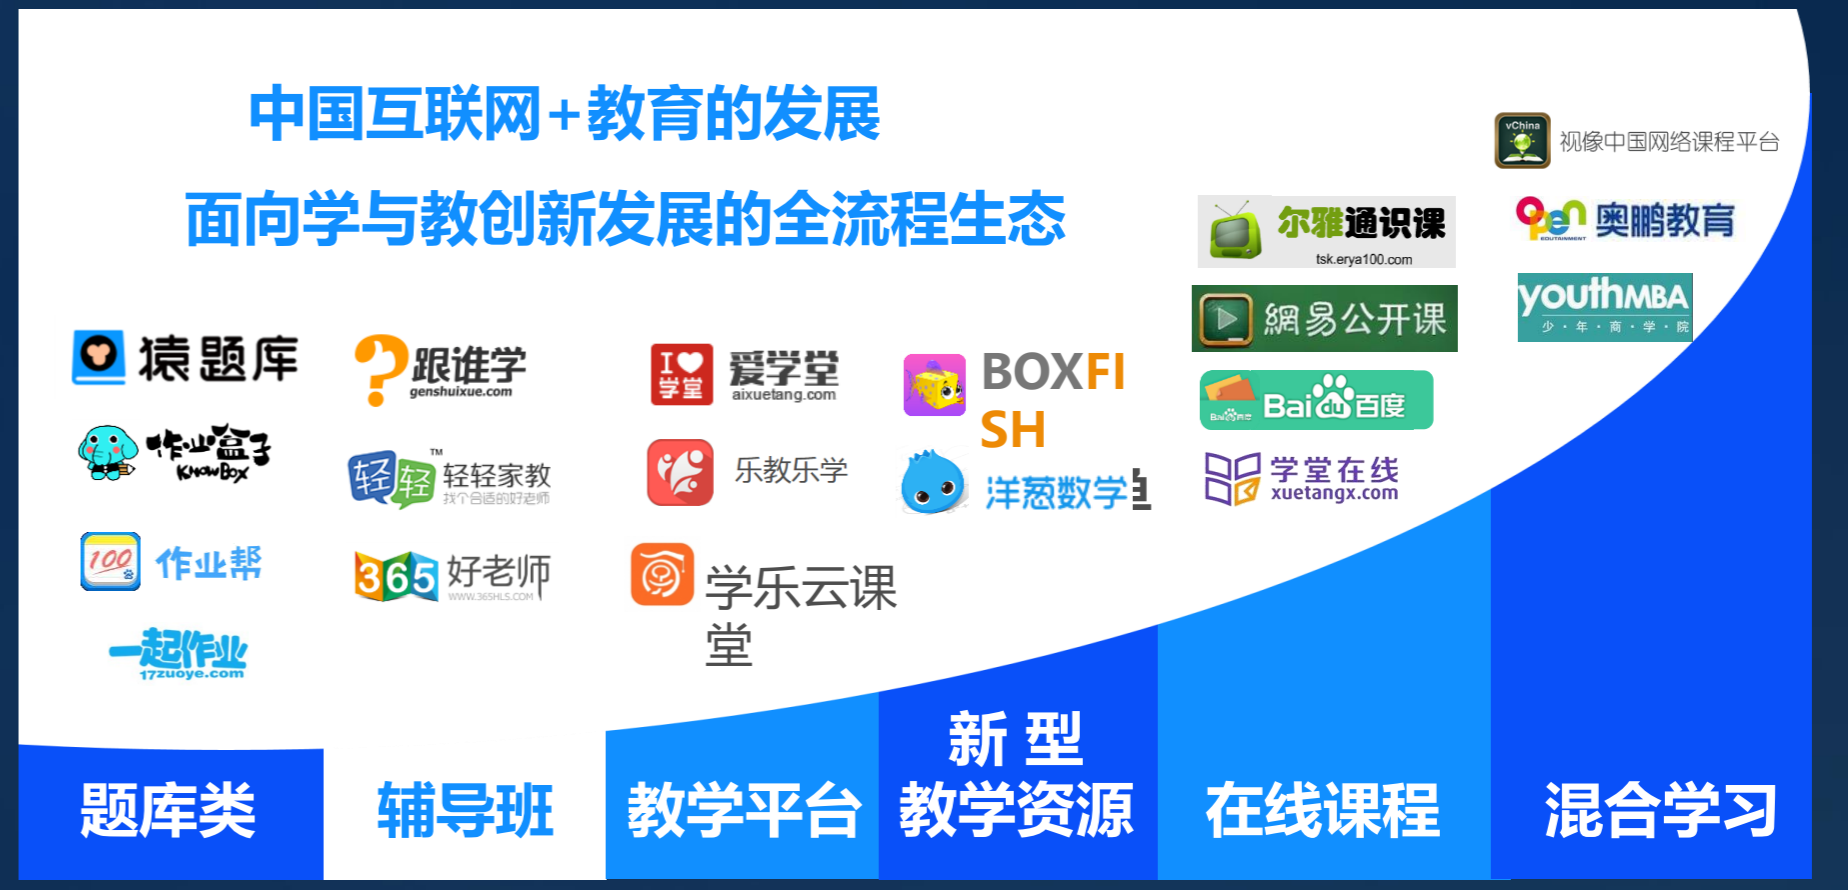 中国互联网+教育的发展
面向学与教创新发展的全流程生态
猿题库
作业盒子
KNOWBOX
100
作业帮
一起作业
17zuoye.com
题库类
跟谁学
genshuixue.com
轻轻
TM
轻轻家教
找个合适的好老师
365
好老师
WWW.365HLS.COM
辅导班
I
学堂
爱学堂
aixuetang.com
乐教乐学
学乐云课
堂
教学平台
BOXFI
SH
洋葱数学
新 型
教学资源
尔雅通识课
tsk.erya100.com
網易公开课
Bai du 百度
学堂在线
xuetangx.com
在线课程
vChina
视像中国网络课程平台
open
EDUTAINMENT
奥鹏教育
youthMBA
少·年·商·学·院
混合学习